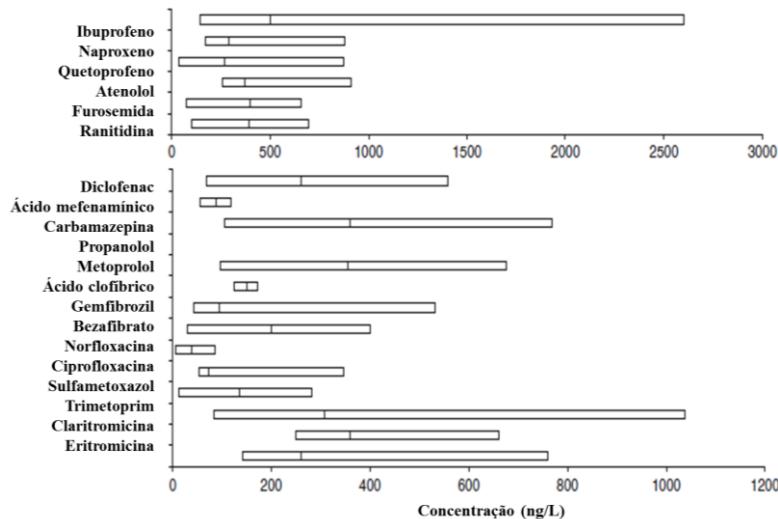 Ibuprofeno
Naproxeno
Quetoprofeno
Atenolol
Furosemida
Ranitidina
0 500 1000 1500 2000 2500 3000
Diclofenac
Ácido mefenamínico
Carbamazepina
Propanolol
Metoprolol
Ácido clofíbrico
Gemfibrozil
Bezafibrato
Norfloxacina
Ciprofloxacina
Sulfametoxazol
Trimetoprim
Claritromicina
Eritromicina
0 200 400 600 800 1000 1200
Concentração (ng/L)